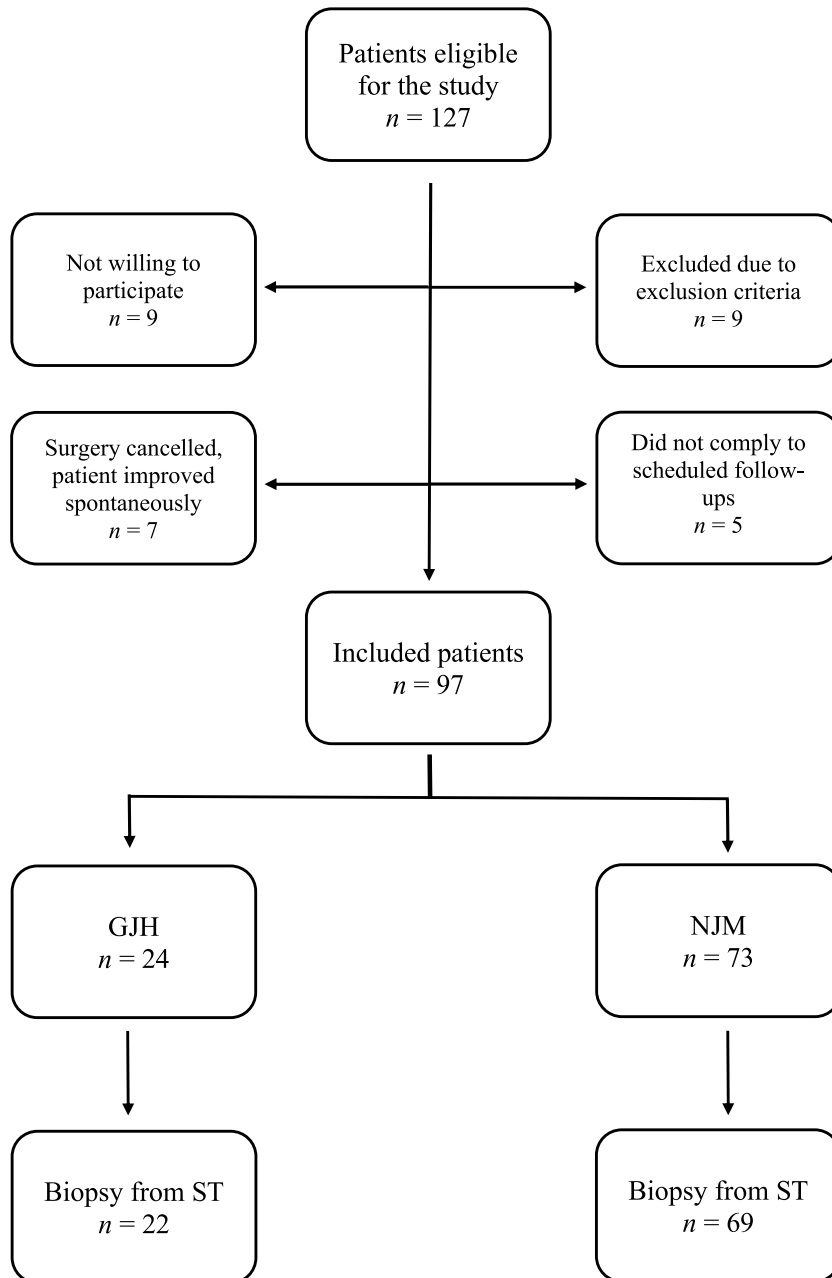 Patients eligible
for the study
n = 127
Not willing to
participate
n = 9
Excluded due to
exclusion criteria
n = 9
Surgery cancelled,
patient improved
spontaneously
n = 7
Did not comply to
scheduled follow-
ups
n = 5
Included patients
n = 97
GJH
n = 24
NJM
n = 73
Biopsy from ST
n = 22
Biopsy from ST
n = 69